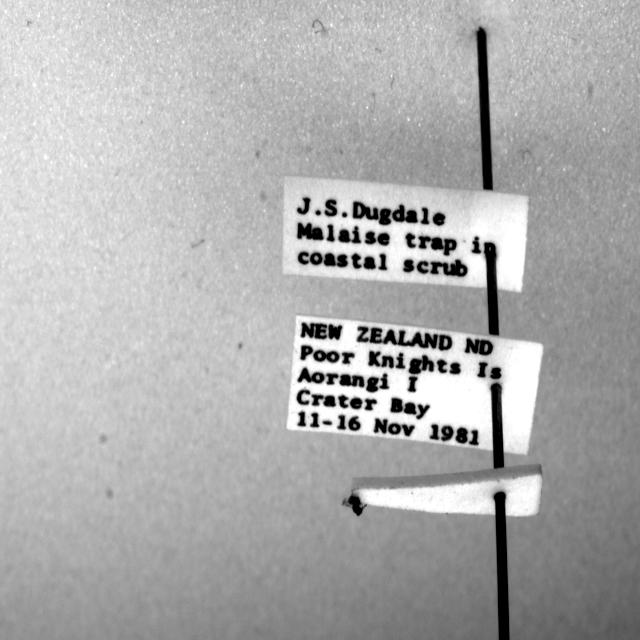 J.S.Dugdale
Malaise trap in
coastal scrub
NEW ZEALAND ND
Poor Knights Is
Aorangi I
Crater Bay
11-16 Nov 1981